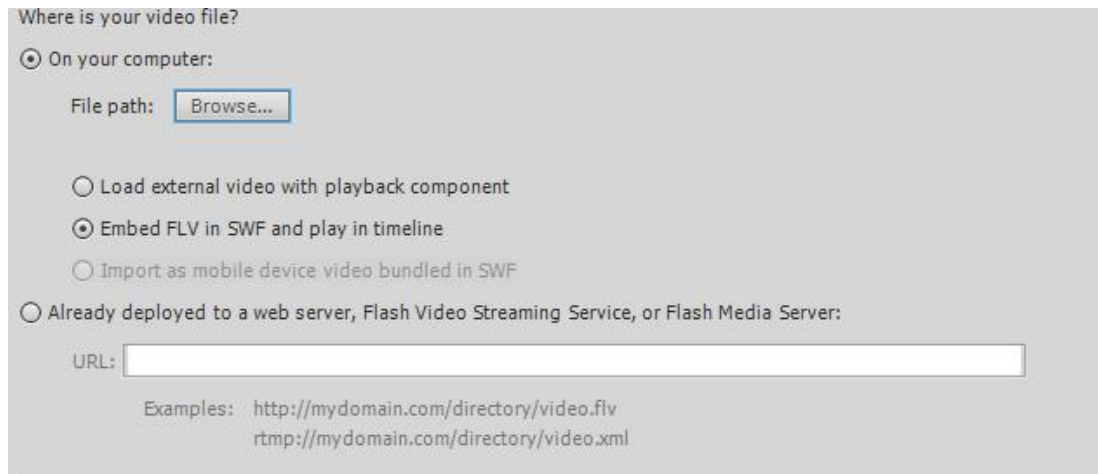 Where is your video file?
On your computer:
File path: Browse...
Load external video with playback component
Embed FLV in SWF and play in timeline
Import as mobile device video bundled in SWF
Already deployed to a web server, Flash Video Streaming Service, or Flash Media Server:
URL:
Examples: http://mydomain.com/directory/video.flv
rtmp://mydomain.com/directory/video.xml